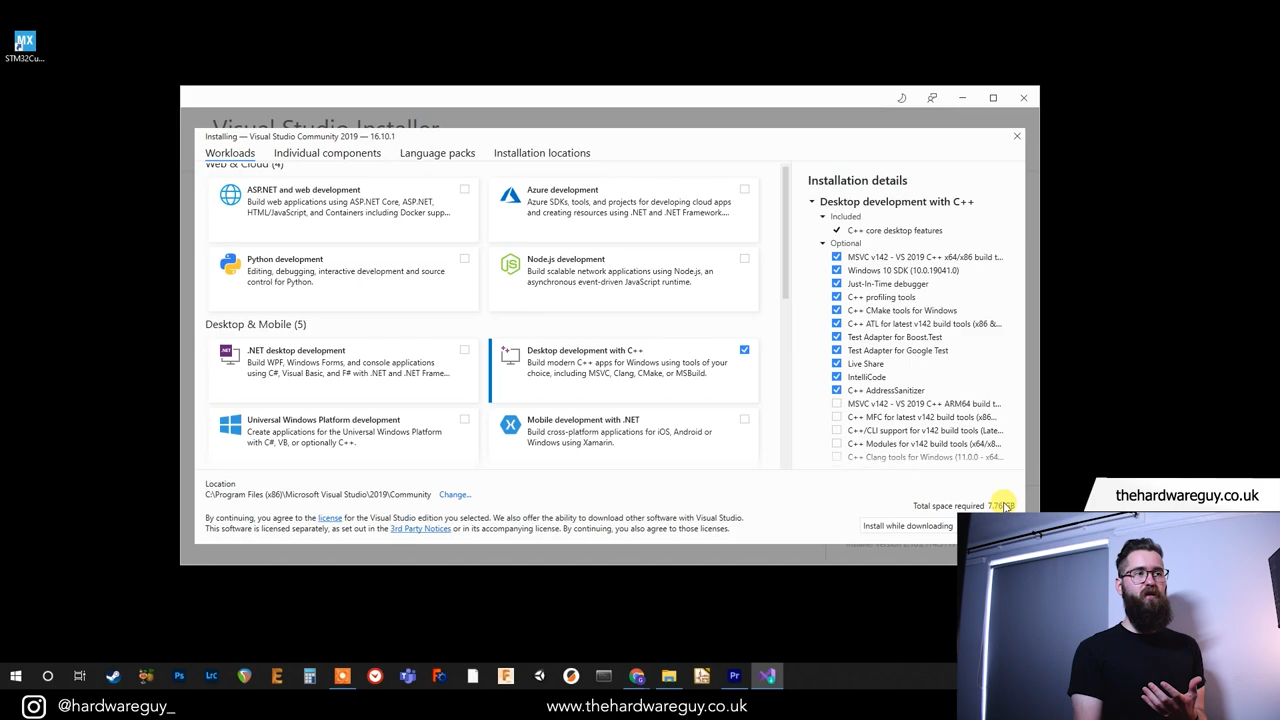 MX
STM32Cu...
Visual Studio Installer
Installing — Visual Studio Community 2019 — 16.10.1
Workloads
Individual components
Language packs
Installation locations
Web & Cloud (4)
ASP.NET and web development
Build web applications using ASP.NET Core, ASP.NET,
HTML/JavaScript, and Containers including Docker supp...
Azure development
Azure SDKs, tools, and projects for developing cloud apps
and creating resources using .NET and .NET Framework....
Python development
Editing, debugging, interactive development and source
control for Python.
Node.js development
Build scalable network applications using Node.js, an
asynchronous event-driven JavaScript runtime.
Desktop & Mobile (5)
.NET desktop development
Build WPF, Windows Forms, and console applications
using C#, Visual Basic, and F# with .NET and .NET Frame...
Desktop development with C++
Build modern C++ apps for Windows using tools of your
choice, including MSVC, Clang, CMake, or MSBuild.
Universal Windows Platform development
Create applications for the Universal Windows Platform
with C#, VB, or optionally C++.
Mobile development with .NET
Build cross-platform applications for iOS, Android or
Windows using Xamarin.
Installation details
Desktop development with C++
Included
C++ core desktop features
Optional
MSVC v142 - VS 2019 C++ x64/x86 build t...
Windows 10 SDK (10.0.19041.0)
Just-In-Time debugger
C++ profiling tools
C++ CMake tools for Windows
C++ ATL for latest v142 build tools (x86 &...
Test Adapter for Boost.Test
Test Adapter for Google Test
Live Share
IntelliCode
C++ AddressSanitizer
MSVC v142 - VS 2019 C++ ARM64 build t...
C++ MFC for latest v142 build tools (x86...
C++/CLI support for v142 build tools (Late...
C++ Modules for v142 build tools (x64/x8...
C++ Clang tools for Windows (11.0.0 - x64...
Location
C:\Program Files (x86)\Microsoft Visual Studio\2019\Community Change...
By continuing, you agree to the license for the Visual Studio edition you selected. We also offer the ability to download other software with Visual Studio.
This software is licensed separately, as set out in the 3rd Party Notices or in its accompanying license. By continuing, you also agree to those licenses.
Total space required
Install while downloading
thehardwareguy.co.uk
@hardwareguy_
www.thehardwareguy.co.uk